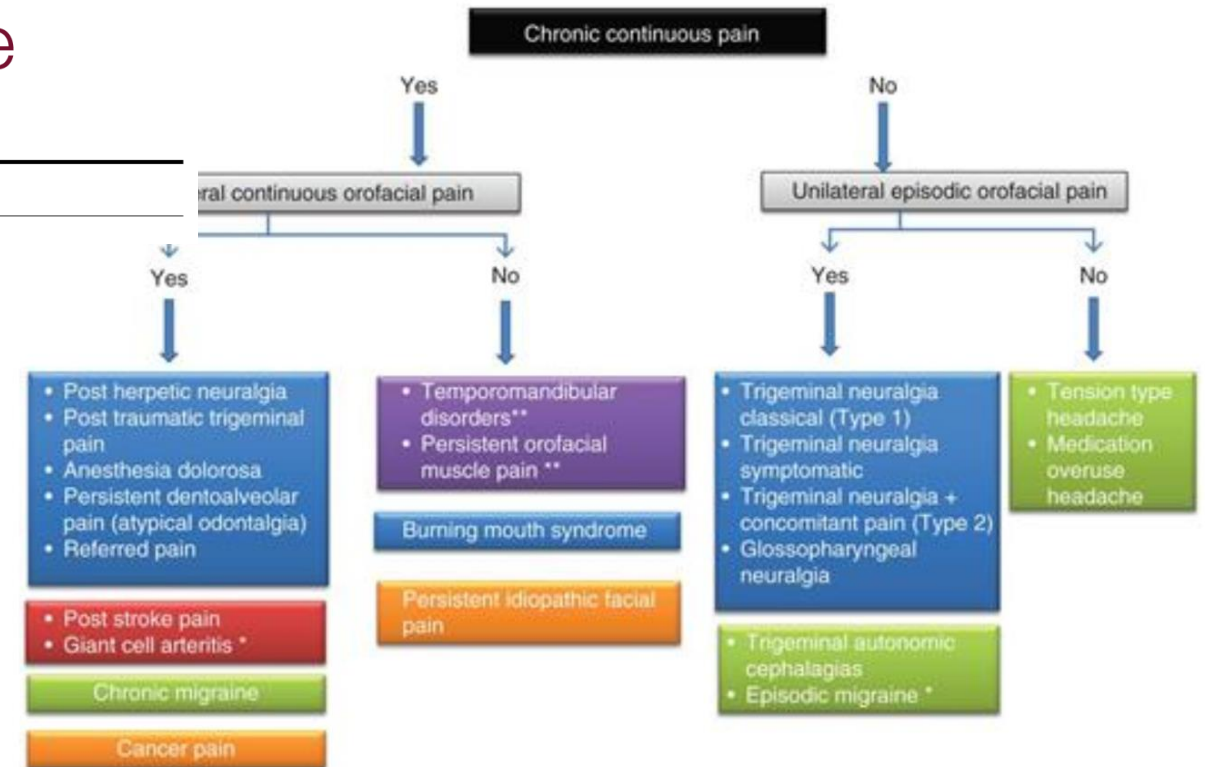 e
Chronic continuous pain
Yes
No
eral continuous orofacial pain
Unilateral episodic orofacial pain
Yes
No
Yes
No
• Post herpetic neuralgia
• Post traumatic trigeminal
pain
• Anesthesia dolorosa
• Persistent dentoalveolar
pain (atypical odontalgia)
• Referred pain
• Post stroke pain
• Giant cell arteritis *
Chronic migraine
Cancer pain
• Temporomandibular
disorders**
• Persistent orofacial
muscle pain **
Burning mouth syndrome
Persistent idiopathic facial
pain
• Trigeminal neuralgia
classical (Type 1)
• Trigeminal neuralgia
symptomatic
• Trigeminal neuralgia +
concomitant pain (Type 2)
• Glossopharyngeal
neuralgia
• Trigeminal autonomic
cephalagias
• Episodic migraine *
• Tension type
headache
• Medication
overuse
headache